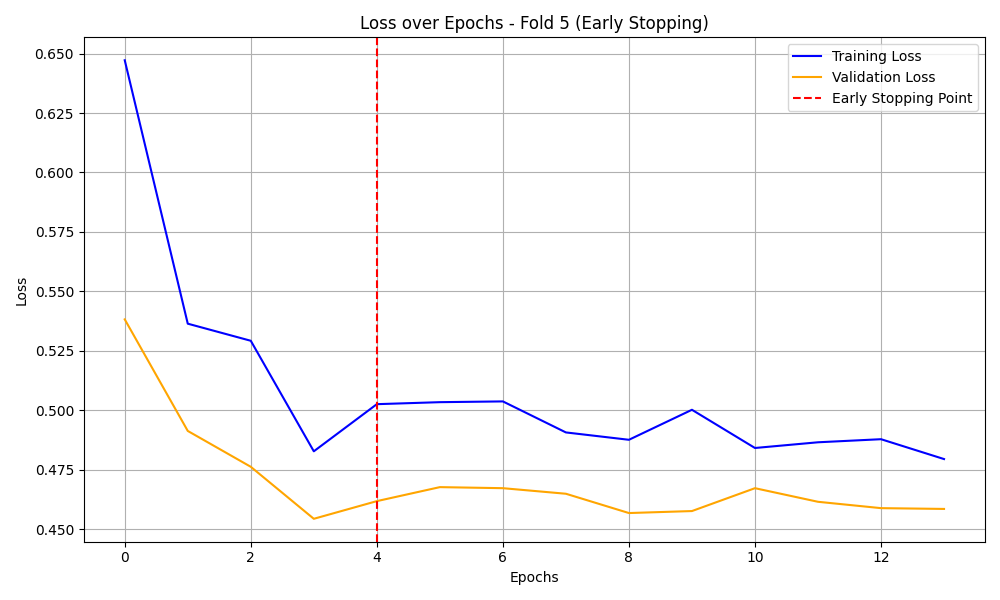 Loss over Epochs - Fold 5 (Early Stopping)
Training Loss
Validation Loss
Early Stopping Point
Loss
0.650
0.625
0.600
0.575
0.550
0.525
0.500
0.475
0.450
0 2 4 6 8 10 12
Epochs